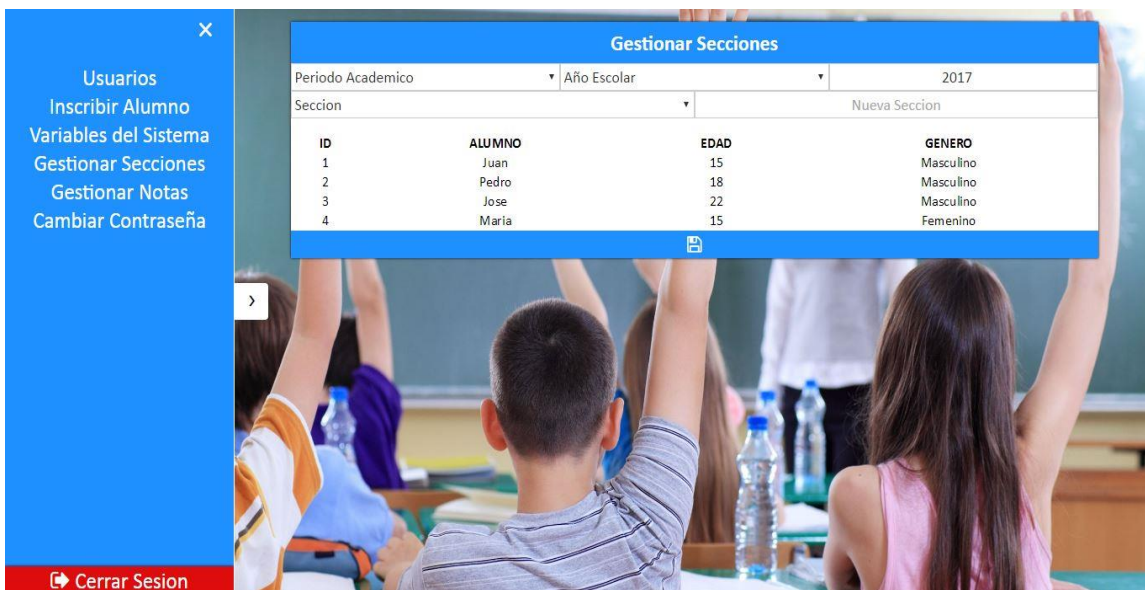 ×
Usuarios
Inscribir Alumno
Variables del Sistema
Gestionar Secciones
Gestionar Notas
Cambiar Contraseña
Cerrar Sesion
Gestionar Secciones
Periodo Academico Año Escolar 2017
Seccion Nueva Seccion
ID ALUMNO EDAD GENERO
1 Juan 15 Masculino
2 Pedro 18 Masculino
3 Jose 22 Masculino
4 Maria 15 Femenino